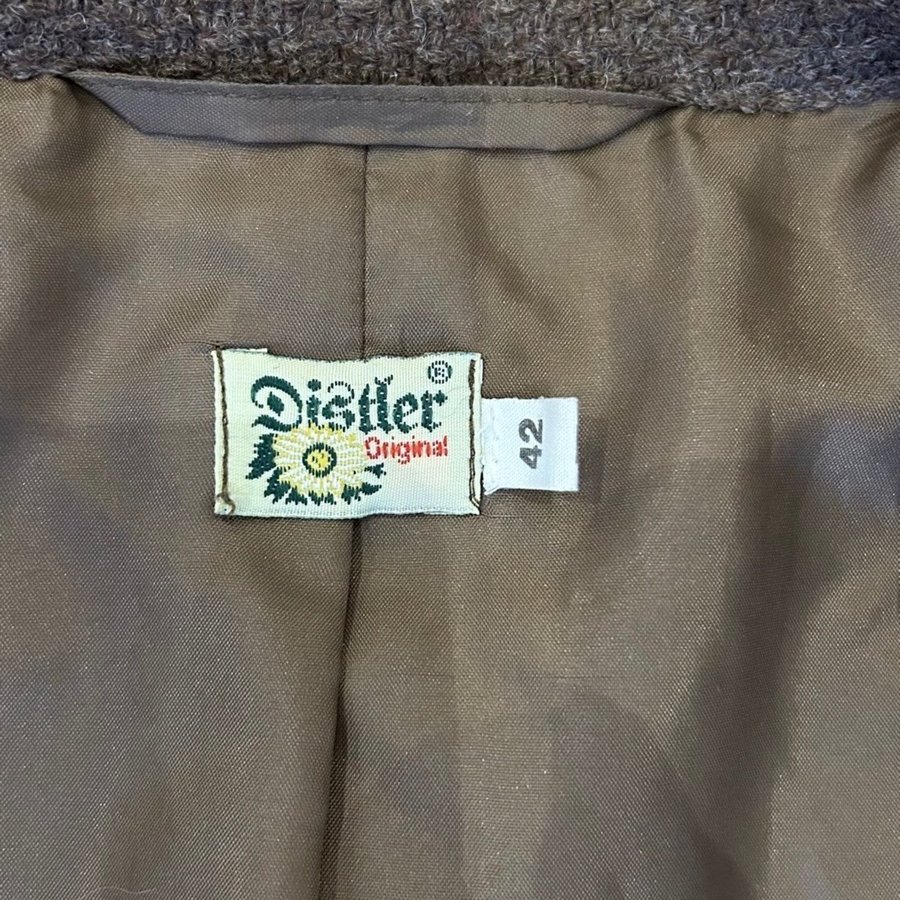 Distler ®
Original
42